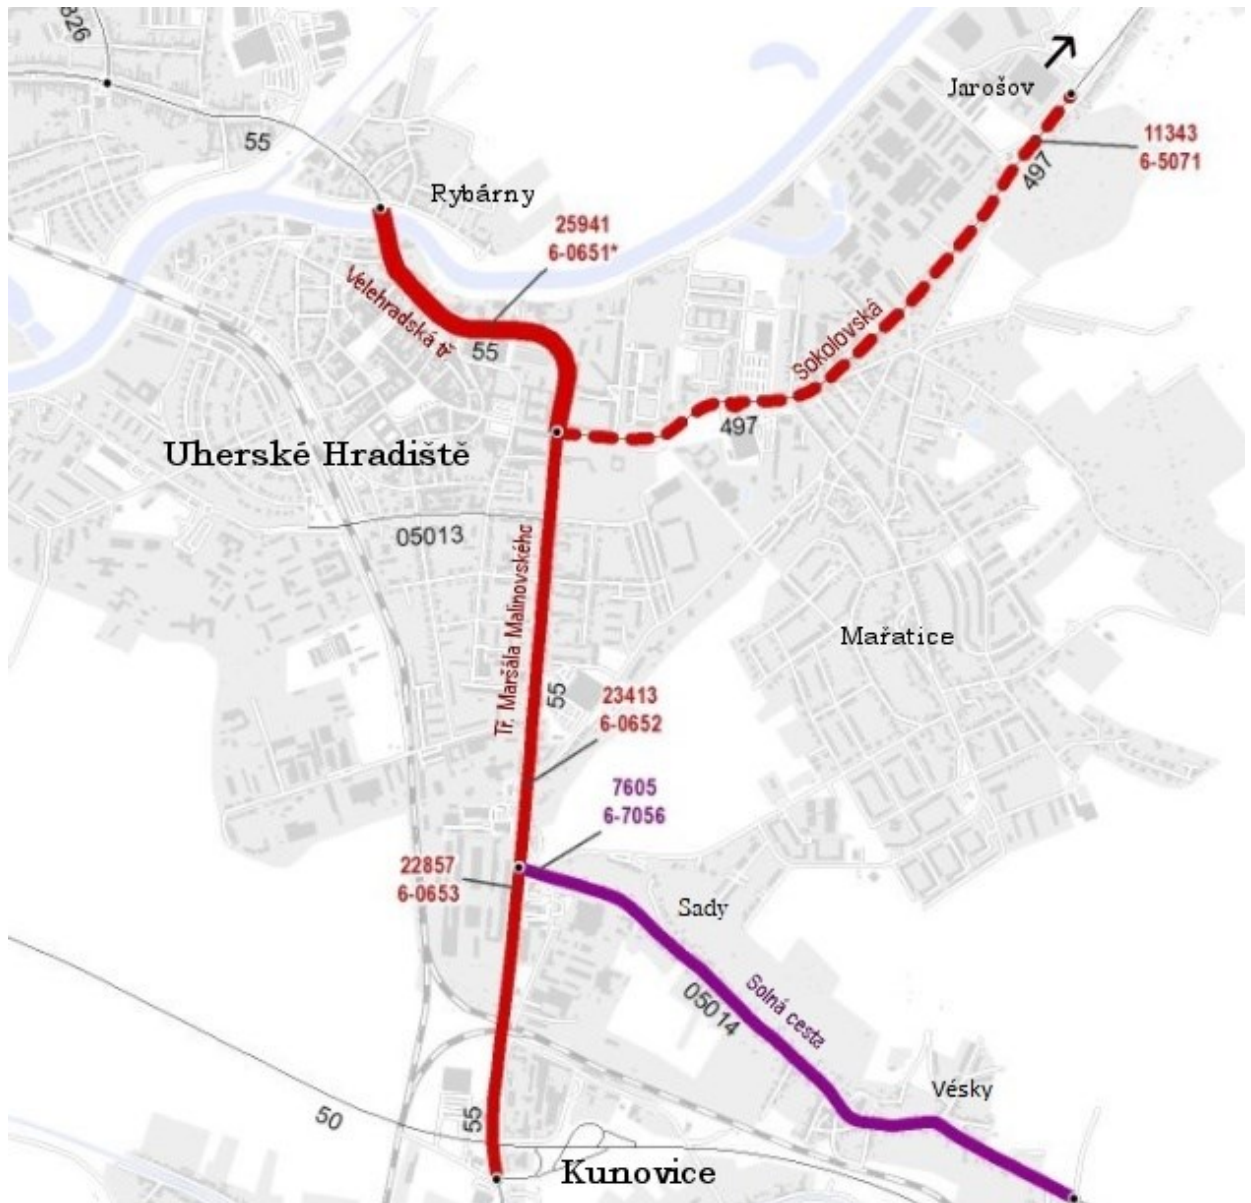 826
Jarošov
55
11343
6-5071
497
Rybárny
25941
6-0651*
Velehradská tř.
55
Sokolovská
497
Uherské Hradiště
05013
Tř. Maršála Malinovského
Mařatice
55
23413
6-0652
7605
6-7056
22857
6-0653
Sady
Solná cesta
05014
Vésky
50
55
Kunovice